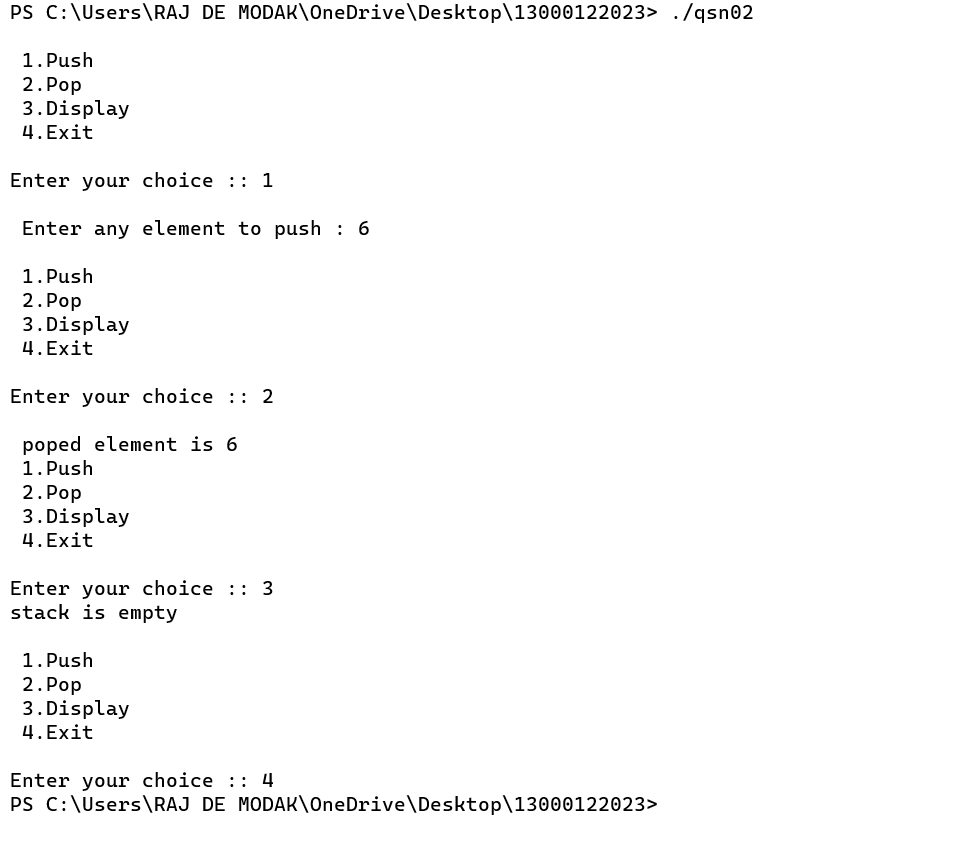 PS C:\Users\RAJ DE MODAK\OneDrive\Desktop\13000122023> ./qsn02
1.Push
2.Pop
3.Display
4.Exit
Enter your choice :: 1
Enter any element to push : 6
1.Push
2.Pop
3.Display
4.Exit
Enter your choice :: 2
poped element is 6
1.Push
2.Pop
3.Display
4.Exit
Enter your choice :: 3
stack is empty
1.Push
2.Pop
3.Display
4.Exit
Enter your choice :: 4
PS C:\Users\RAJ DE MODAK\OneDrive\Desktop\13000122023>